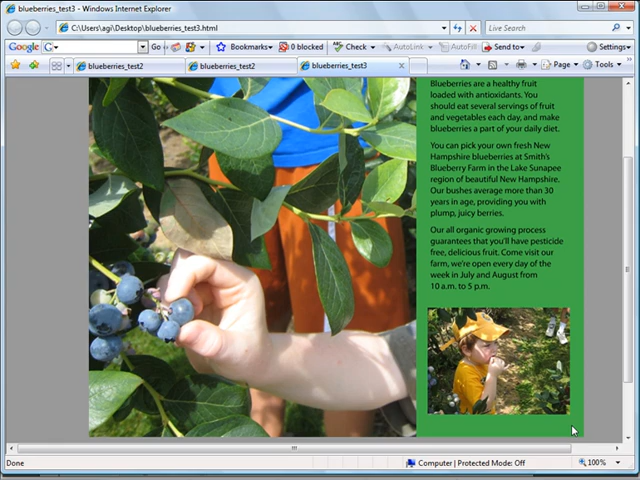 blueberries_test3 - Windows Internet Explorer
C:\Users\agi\Desktop\blueberries_test3.html
Live Search
Google
Go
Bookmarks
0 blocked
Check
AutoLink
AutoFill
Send to
Settings
blueberries_test2
blueberries_test2
blueberries_test3
Page
Tools
Blueberries are a healthy fruit
loaded with antioxidants. You
should eat several servings of fruit
and vegetables each day, and make
blueberries a part of your daily diet.
You can pick your own fresh New
Hampshire blueberries at Smith's
Blueberry Farm in the Lake Sunapee
region of beautiful New Hampshire.
Our bushes average more than 30
years in age, providing you with
plump, juicy berries.
Our all organic growing process
guarantees that you'll have pesticide
free, delicious fruit. Come visit our
farm, we're open every day of the
week in July and August from
10 a.m. to 5 p.m.
Done
Computer | Protected Mode: Off
100%